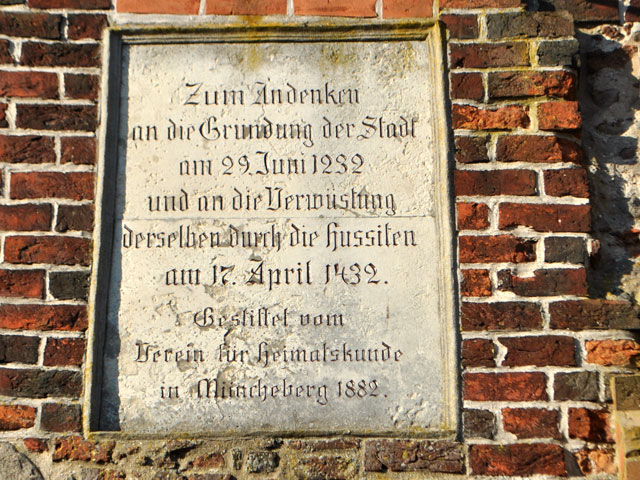 Zum Andenken
an die Gründung der Stadt
am 29. Juni 1232
und an die Verwüstung
derselben durch die Hussiten
am 17. April 1432.
Gestiftet vom
Verein für Heimatskunde
in Müncheberg 1882.